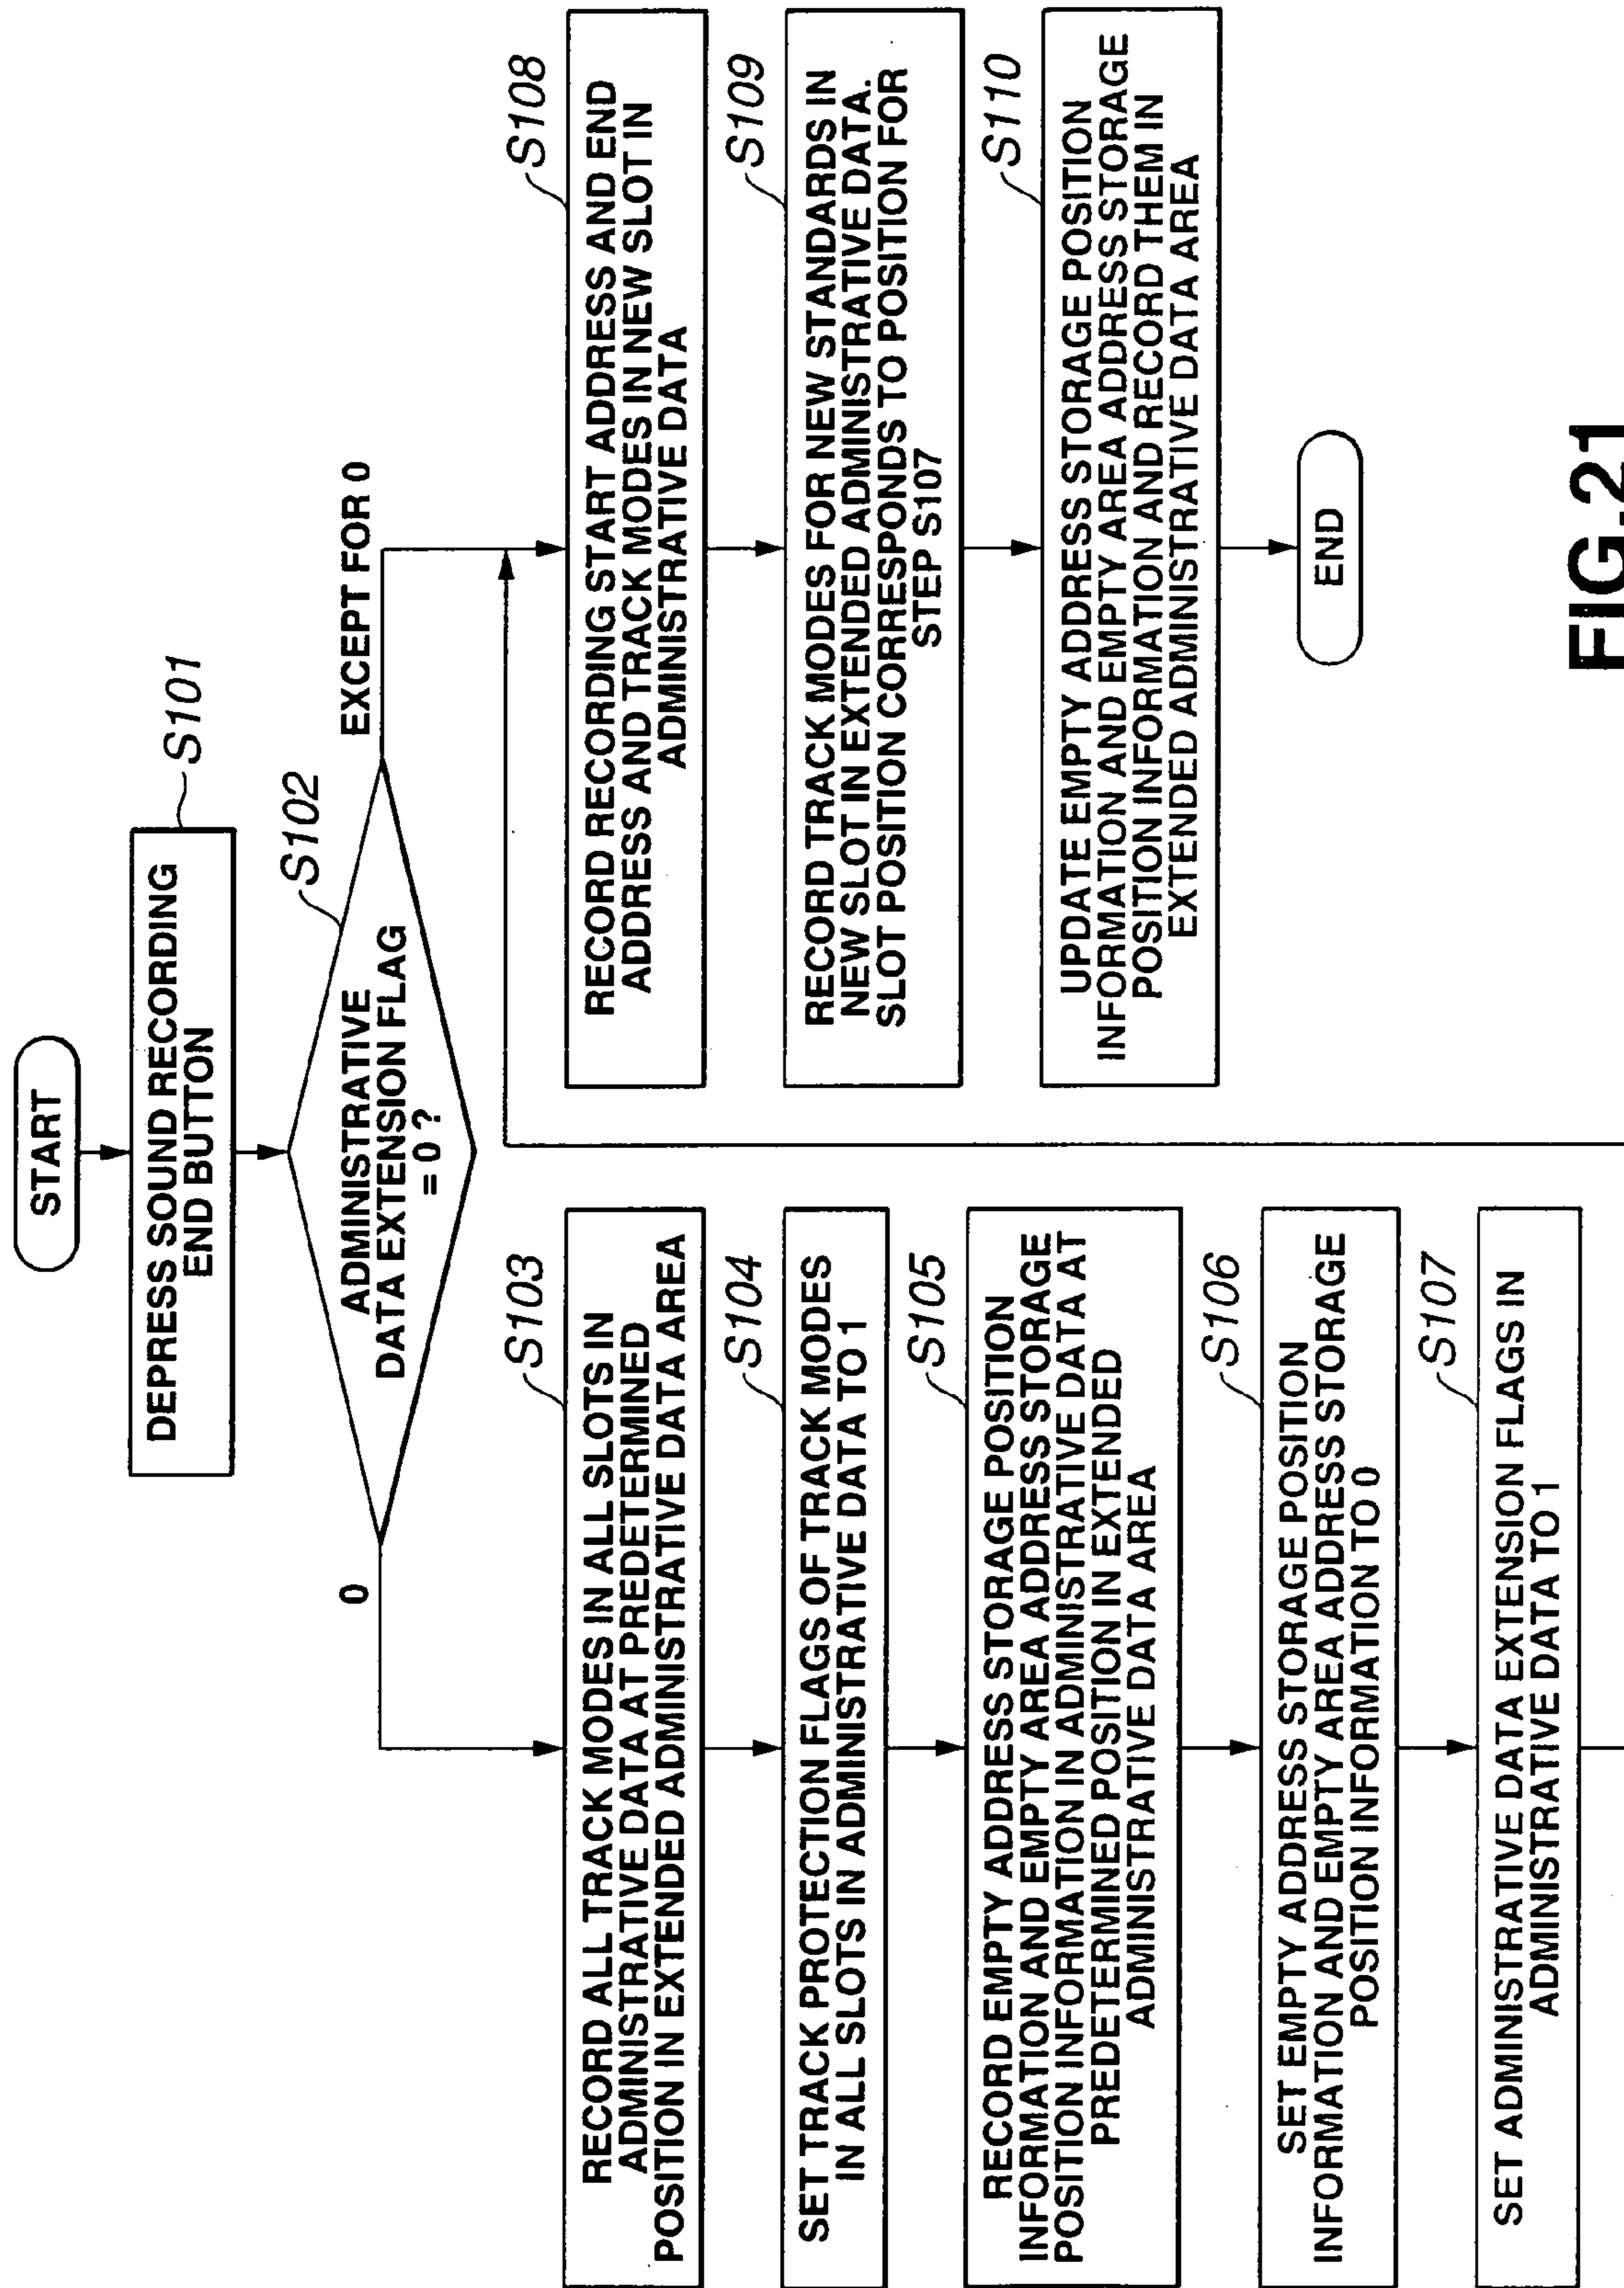 START
DEPRESS SOUND RECORDING
END BUTTON
S101
ADMINISTRATIVE
DATA EXTENSION FLAG
= 0 ?
S102
0
EXCEPT FOR 0
RECORD ALL TRACK MODES IN ALL SLOTS IN
ADMINISTRATIVE DATA AT PREDETERMINED
POSITION IN EXTENDED ADMINISTRATIVE DATA AREA
S103
SET TRACK PROTECTION FLAGS OF TRACK MODES
IN ALL SLOTS IN ADMINISTRATIVE DATA TO 1
S104
RECORD EMPTY ADDRESS STORAGE POSITION
INFORMATION AND EMPTY AREA ADDRESS STORAGE
POSITION INFORMATION IN ADMINISTRATIVE DATA AT
PREDETERMINED POSITION IN EXTENDED
ADMINISTRATIVE DATA AREA
S105
SET EMPTY ADDRESS STORAGE POSITION
INFORMATION AND EMPTY AREA ADDRESS STORAGE
POSITION INFORMATION TO 0
S106
SET ADMINISTRATIVE DATA EXTENSION FLAGS IN
ADMINISTRATIVE DATA TO 1
S107
RECORD RECORDING START ADDRESS AND END
ADDRESS AND TRACK MODES IN NEW SLOT IN
ADMINISTRATIVE DATA
S108
RECORD TRACK MODES FOR NEW STANDARDS IN
NEW SLOT IN EXTENDED ADMINISTRATIVE DATA.
SLOT POSITION CORRESPONDS TO POSITION FOR
STEP S107
S109
UPDATE EMPTY ADDRESS STORAGE POSITION
INFORMATION AND EMPTY AREA ADDRESS STORAGE
POSITION INFORMATION AND RECORD THEM IN
EXTENDED ADMINISTRATIVE DATA AREA
S110
END
FIG.21